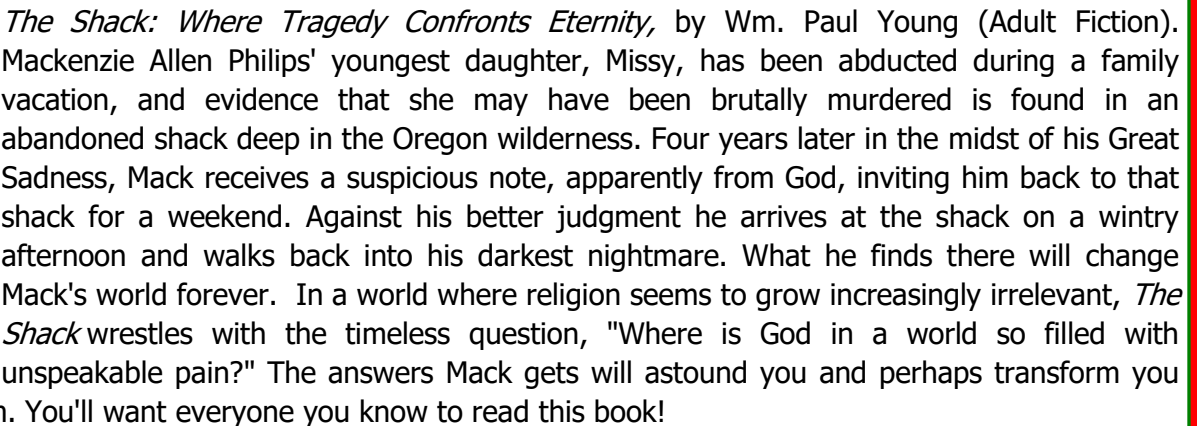 The Shack: Where Tragedy Confronts Eternity, by Wm. Paul Young (Adult Fiction).
Mackenzie Allen Philips' youngest daughter, Missy, has been abducted during a family
vacation, and evidence that she may have been brutally murdered is found in an
abandoned shack deep in the Oregon wilderness. Four years later in the midst of his Great
Sadness, Mack receives a suspicious note, apparently from God, inviting him back to that
shack for a weekend. Against his better judgment he arrives at the shack on a wintry
afternoon and walks back into his darkest nightmare. What he finds there will change
Mack's world forever.  In a world where religion seems to grow increasingly irrelevant, The
Shack wrestles with the timeless question, "Where is God in a world so filled with
unspeakable pain?" The answers Mack gets will astound you and perhaps transform you
. You'll want everyone you know to read this book!